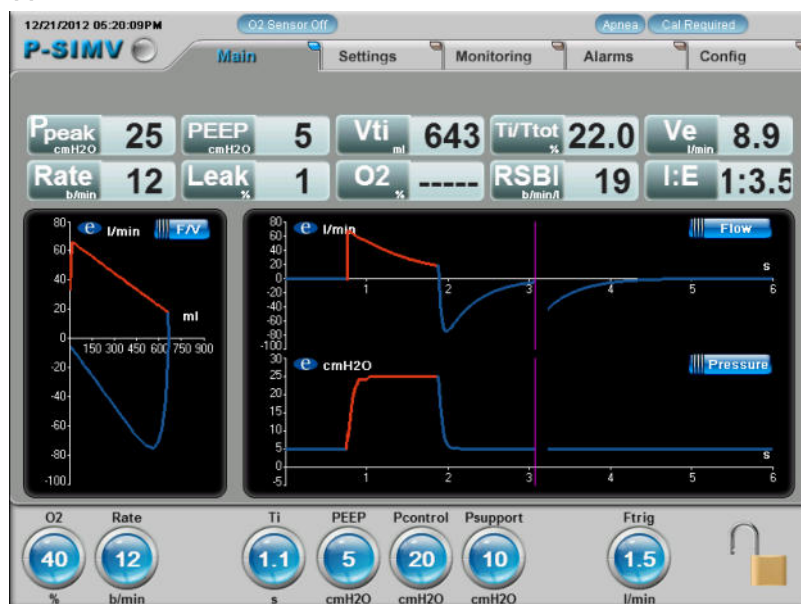 12/21/2012 05:20:09PM O2 Sensor Off Apnea Cal Required
P-SIMV Main Settings Monitoring Alarms Config
Ppeak cmH2O 25 PEEP cmH2O 5 Vti ml 643 Ti/Ttot % 22.0 Ve l/min 8.9
Rate b/min 12 Leak % 1 O2 % ----- RSBI b/min/l 19 I:E 1:3.5
e l/min F/V
80
60
40
20
0
-20
-40
-60
-80
-100
ml
150 300 450 600 750 900
e l/min Flow
80
60
40
20
0
-20
-40
-60
-80
-100
s
1 2 3 4 5 6
e cmH2O Pressure
30
25
20
15
10
5
0
-5
s
1 2 3 4 5 6
O2 Rate Ti PEEP Pcontrol Psupport Ftrig
40 12 1.1 5 20 10 1.5
% b/min s cmH2O cmH2O cmH2O l/min